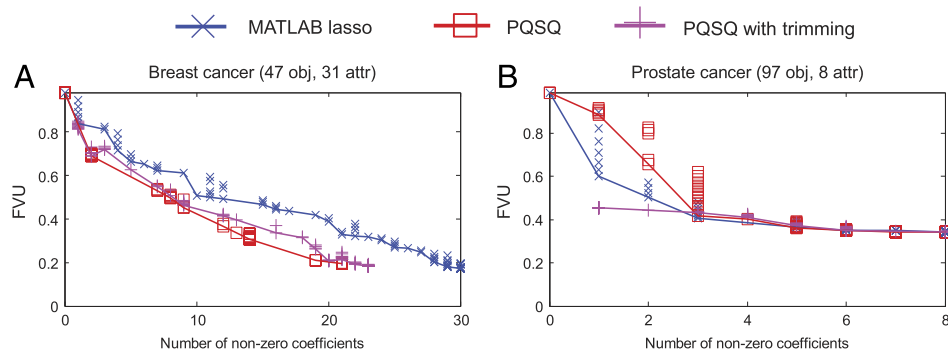 MATLAB lasso PQSQ PQSQ with trimming
A Breast cancer (47 obj, 31 attr) B Prostate cancer (97 obj, 8 attr)
FVU
0.8
0.6
0.4
0.2
0
0 10 20 30
Number of non-zero coefficients
FVU
0.8
0.6
0.4
0.2
0
0 2 4 6 8
Number of non-zero coefficients